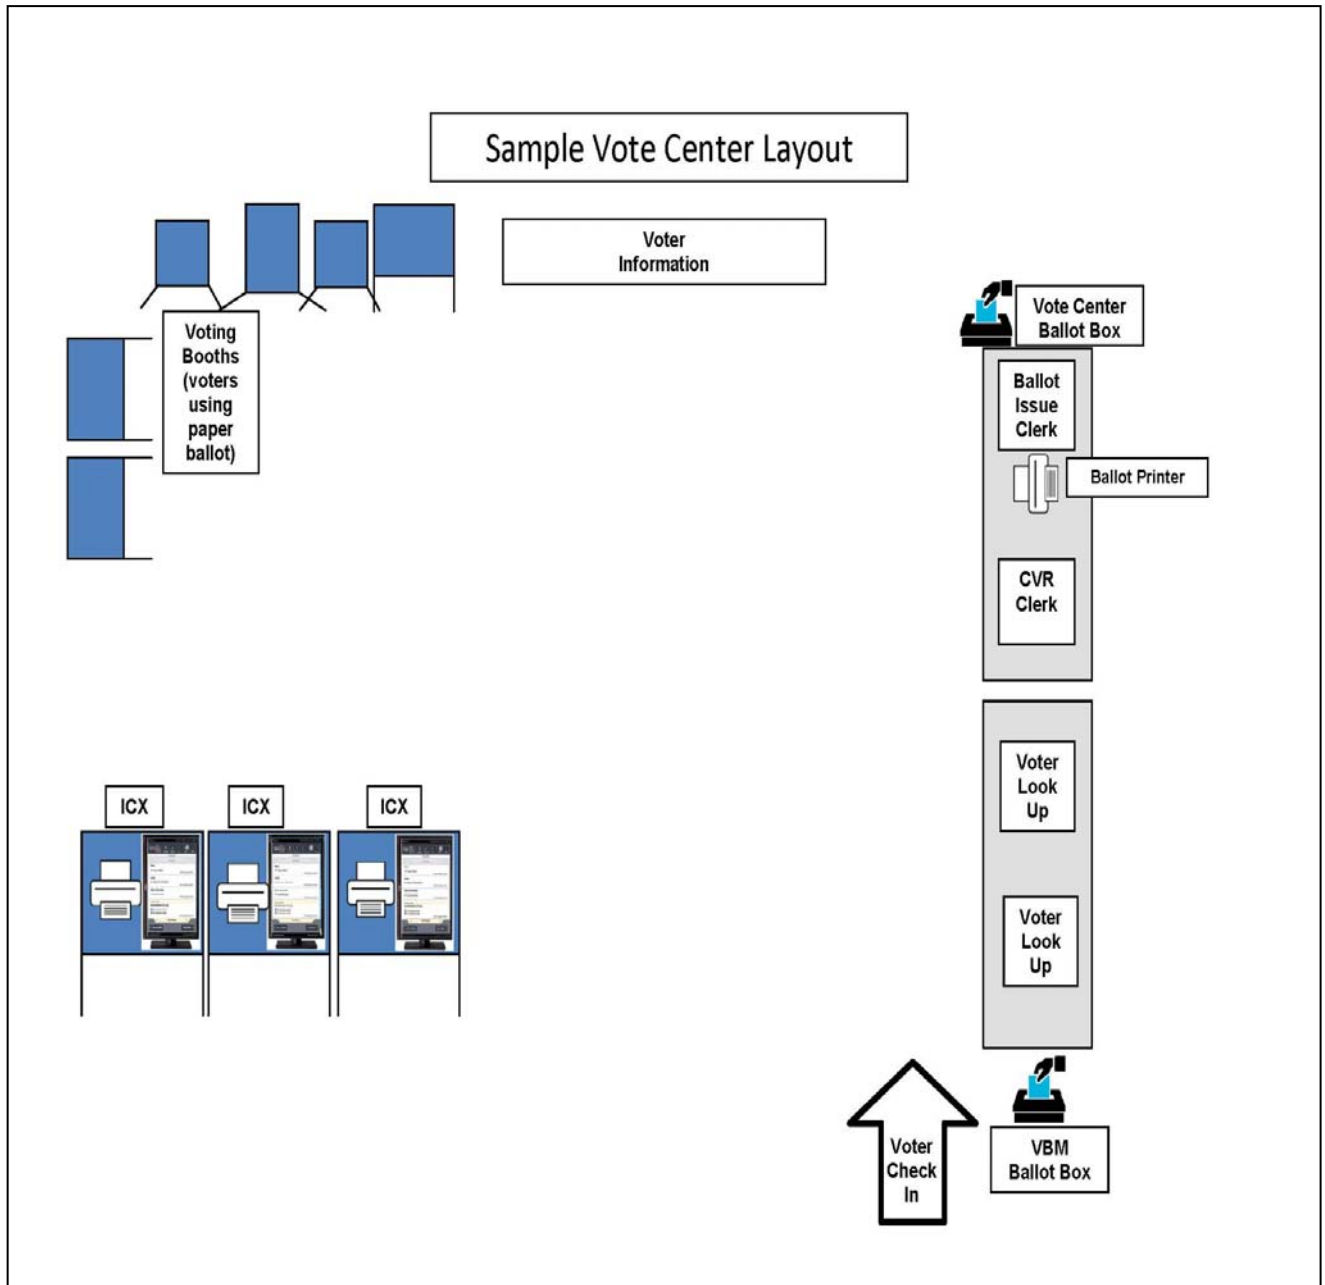 Sample Vote Center Layout
Voter
Information
Vote Center
Ballot Box
Voting
Booths
(voters
using
paper
ballot)
Ballot
Issue
Clerk
Ballot Printer
CVR
Clerk
Voter
Look
Up
ICX
ICX
ICX
Voter
Look
Up
Voter
Check
In
VBM
Ballot Box